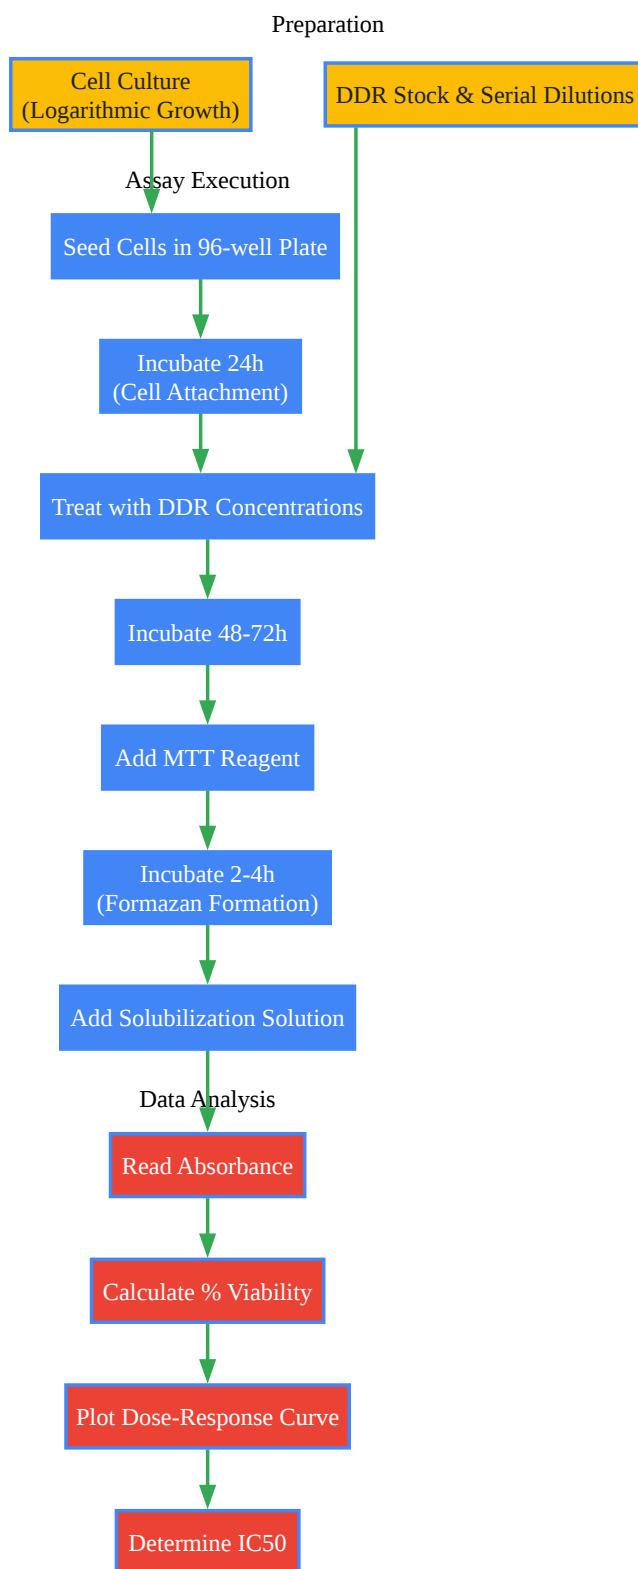 Preparation
Cell Culture
(Logarithmic Growth)
DDR Stock & Serial Dilutions
Assay Execution
Seed Cells in 96-well Plate
Incubate 24h
(Cell Attachment)
Treat with DDR Concentrations
Incubate 48-72h
Add MTT Reagent
Incubate 2-4h
(Formazan Formation)
Add Solubilization Solution
Data Analysis
Read Absorbance
Calculate % Viability
Plot Dose-Response Curve
Determine IC50